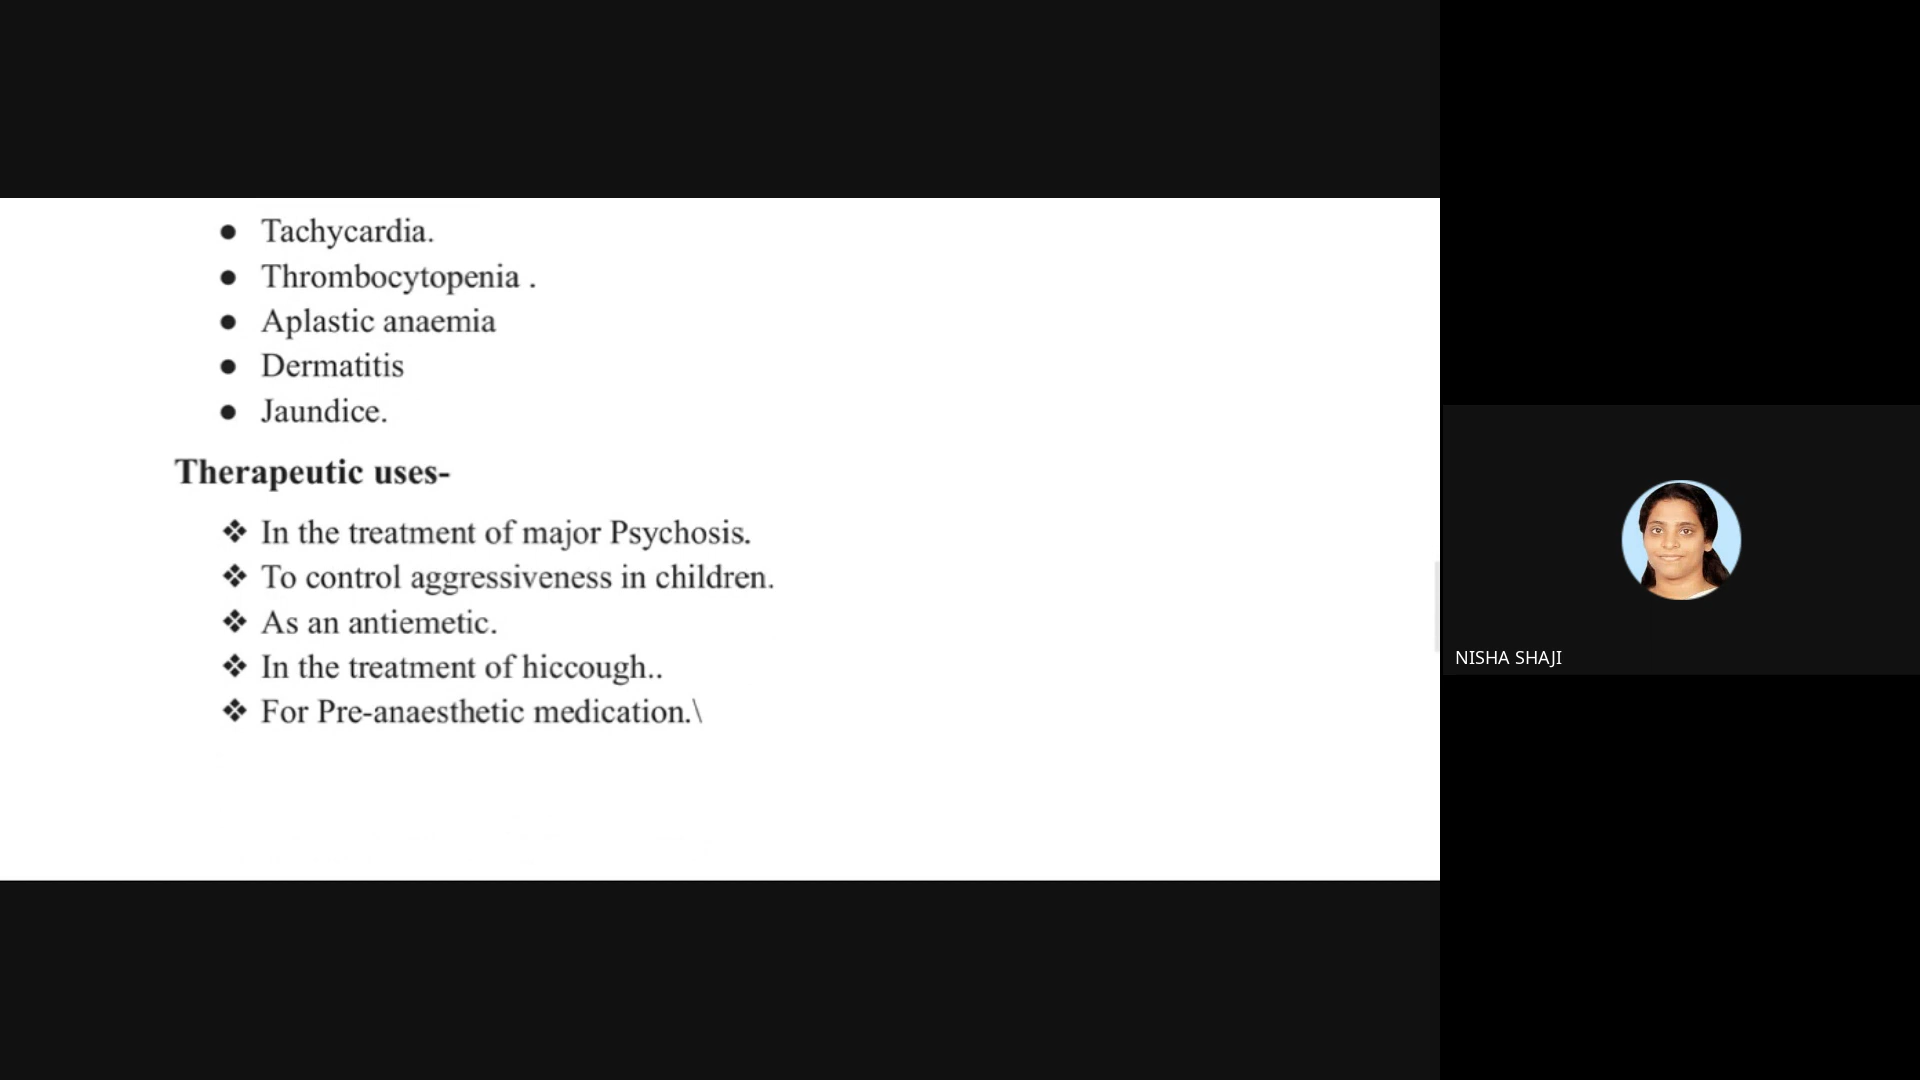 ● Tachycardia.
● Thrombocytopenia .
● Aplastic anaemia
● Dermatitis
● Jaundice.
Therapeutic uses-
❖ In the treatment of major Psychosis.
❖ To control aggressiveness in children.
❖ As an antiemetic.
❖ In the treatment of hiccough..
❖ For Pre-anaesthetic medication.\
NISHA SHAJI